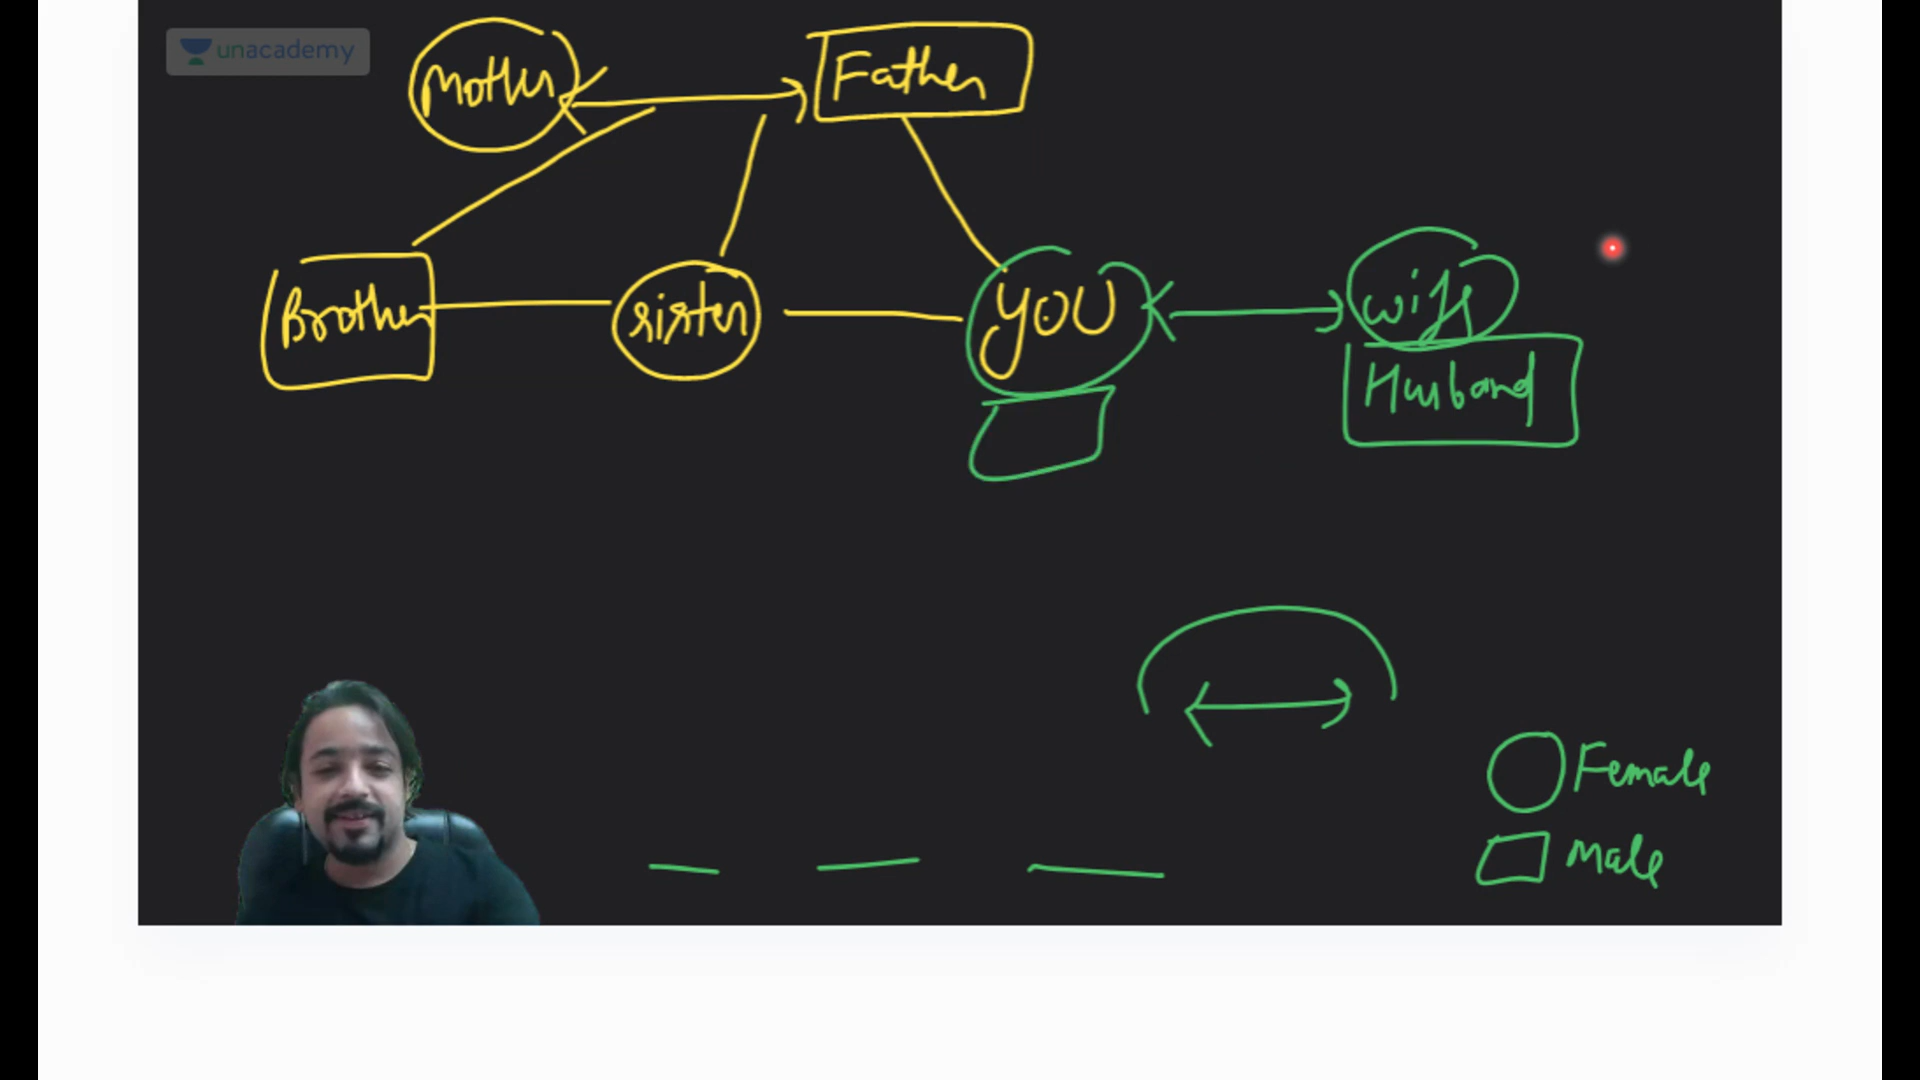 unacademy
Mother
Father
Brother
sister
YOU
wife
Husband
Female
Male